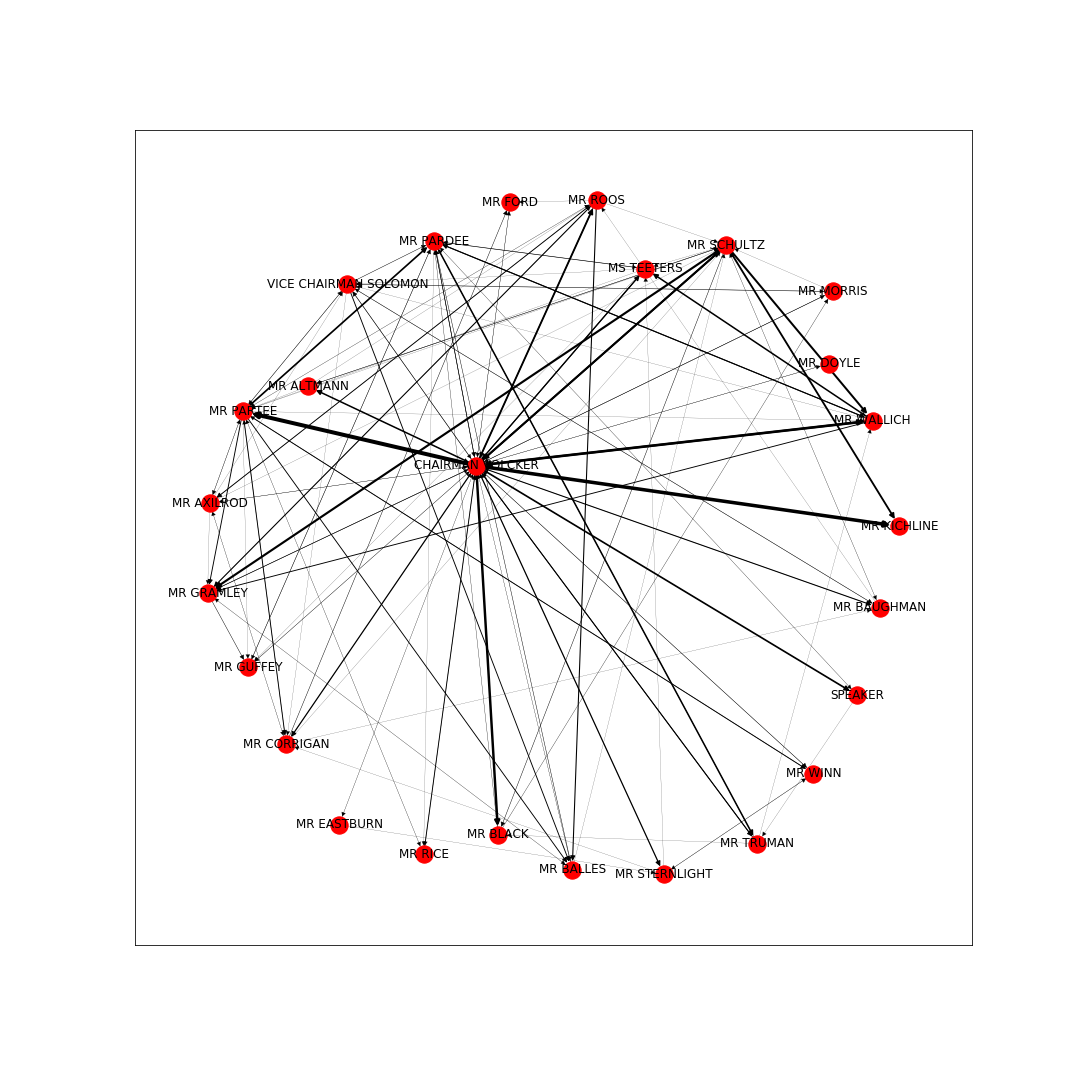 MR ROOS
MR FORD
MR PARDEE
MR SCHULTZ
MS TEETERS
VICE CHAIRMAN SOLOMON
MR MORRIS
MR DOYLE
MR ALTMANN
MR PARTEE
MR WALLICH
CHAIRMAN VOLCKER
MR AXILROD
MR KICHLINE
MR GRAMLEY
MR BAUGHMAN
MR GUFFEY
SPEAKER
MR CORRIGAN
MR WINN
MR EASTBURN
MR BLACK
MR TRUMAN
MR RICE
MR BALLES
MR STERNLIGHT